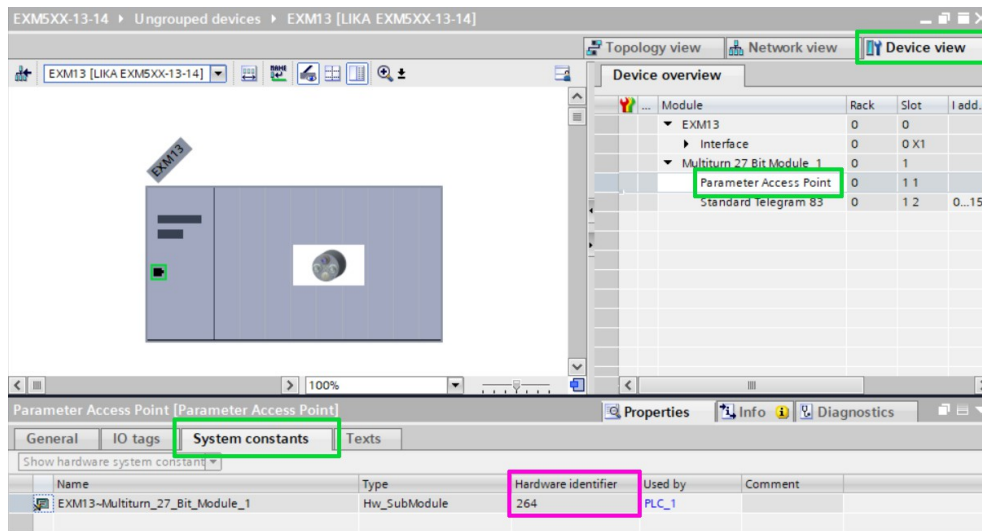 EXM5XX-13-14 ▸ Ungrouped devices ▸ EXM13 [LIKA EXM5XX-13-14]
Topology view Network view Device view
EXM13 [LIKA EXM5XX-13-14]
Device overview
... Module Rack Slot I add.
EXM13 0 0
Interface 0 0 X1
Multiturn 27 Bit Module_1 0 1
Parameter Access Point 0 1 1
Standard Telegram 83 0 1 2 0...15
EXM13
100%
Parameter Access Point [Parameter Access Point]
Properties Info Diagnostics
General IO tags System constants Texts
Show hardware system constant
Name Type Hardware identifier Used by Comment
EXM13~Multiturn_27_Bit_Module_1 Hw_SubModule 264 PLC_1